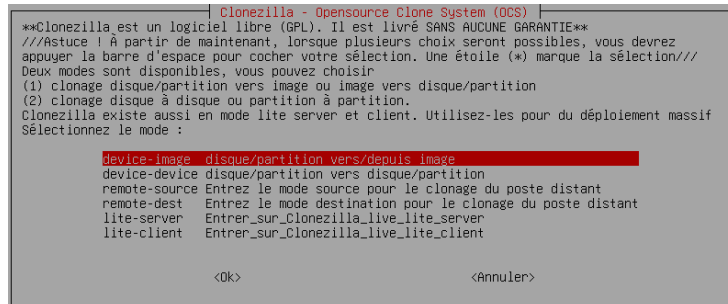 Clonezilla - Opensource Clone System (OCS)
**Clonezilla est un logiciel libre (GPL). Il est livré SANS AUCUNE GARANTIE**
///Astuce ! À partir de maintenant, lorsque plusieurs choix seront possibles, vous devrez
appuyer la barre d'espace pour cocher votre sélection. Une étoile (*) marque la sélection///
Deux modes sont disponibles, vous pouvez choisir
(1) clonage disque/partition vers image ou image vers disque/partition
(2) clonage disque à disque ou partition à partition.
Clonezilla existe aussi en mode lite server et client. Utilisez-les pour du déploiement massif
Sélectionnez le mode :
device-image disque/partition vers/depuis image
device-device disque/partition vers disque/partition
remote-source Entrez le mode source pour le clonage du poste distant
remote-dest Entrez le mode destination pour le clonage du poste distant
lite-server Entrer_sur_Clonezilla_live_lite_server
lite-client Entrer_sur_Clonezilla_live_lite_client
<Ok> <Annuler>